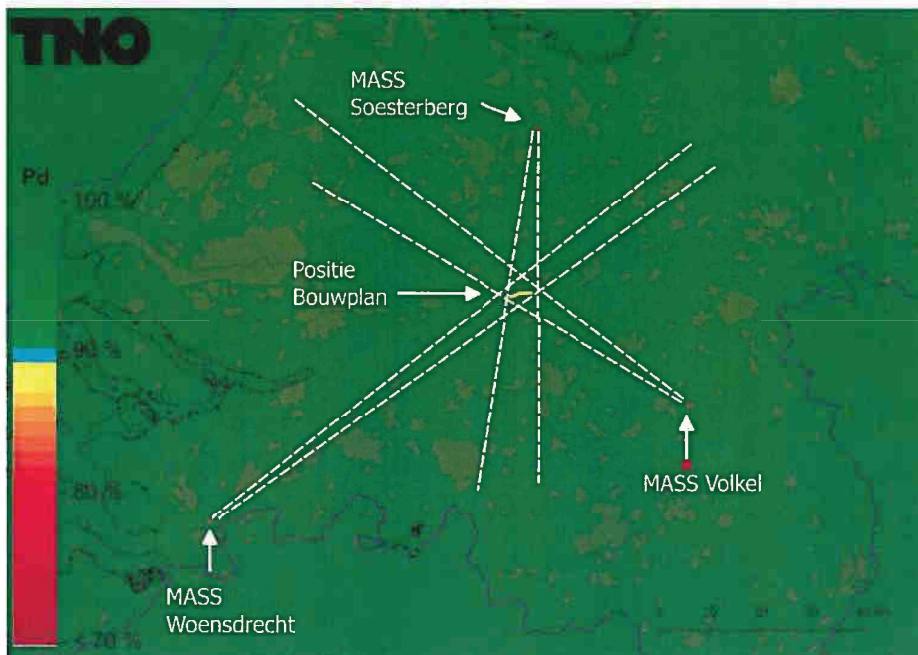 TNO
MASS
Soesterberg
Pd
100 %
Positie
Bouwplan
90 %
80 %
MASS Volkel
MASS
Woensdrecht
≤ 70 %